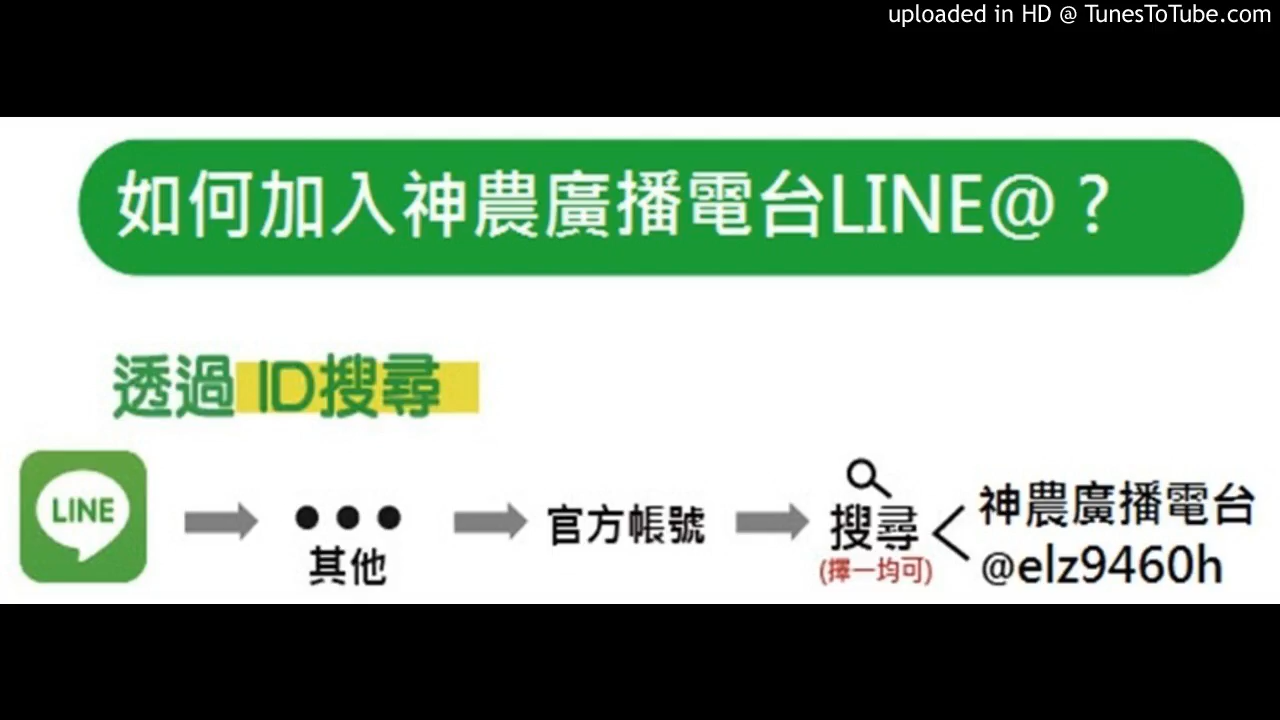 uploaded in HD @ TunesToTube.com
如何加入神農廣播電台LINE@？
透過 ID搜尋
LINE
其他
官方帳號
搜尋
(擇一均可)
神農廣播電台
@elz9460h